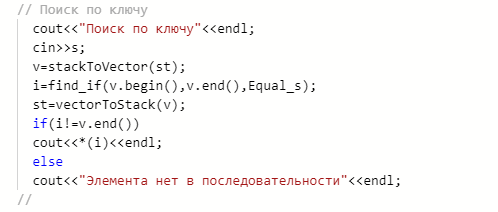 // Поиск по ключу
cout<<"Поиск по ключу"<<endl;
cin>>s;
v=stackToVector(st);
i=find_if(v.begin(),v.end(),Equal_s);
st=vectorToStack(v);
if(i!=v.end())
cout<<*(i)<<endl;
else
cout<<"Элемента нет в последовательности"<<endl;
//